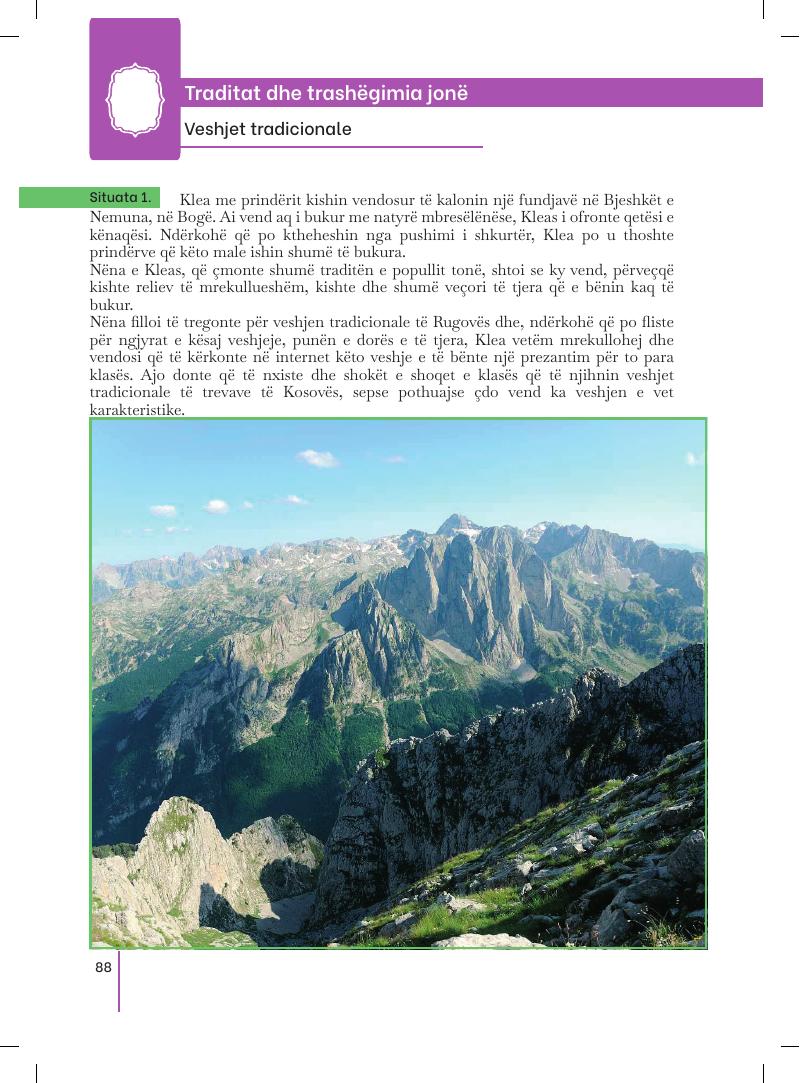 Traditat dhe trashëgimia jonë
Veshjet tradicionale
Situata 1. Klea me prindërit kishin vendosur të kalonin një fundjavë në Bjeshkët e
Nemuna, në Bogë. Ai vend aq i bukur me natyrë mbresëlënëse, Kleas i ofronte qetësi e
kënaqësi. Ndërkohë që po ktheheshin nga pushimi i shkurtër, Klea po u thoshte
prindërve që këto male ishin shumë të bukura.
Nëna e Kleas, që çmonte shumë traditën e popullit tonë, shtoi se ky vend, përveçqë
kishte reliev të mrekullueshëm, kishte dhe shumë veçori të tjera që e bënin kaq të
bukur.
Nëna filloi të tregonte për veshjen tradicionale të Rugovës dhe, ndërkohë që po fliste
për ngjyrat e kësaj veshjeje, punën e dorës e të tjera, Klea vetëm mrekullohej dhe
vendosi që të kërkonte në internet këto veshje e të bënte një prezantim për to para
klasës. Ajo donte që të nxiste dhe shokët e shoqet e klasës që të njihnin veshjet
tradicionale të trevave të Kosovës, sepse pothuajse çdo vend ka veshjen e vet
karakteristike.
88